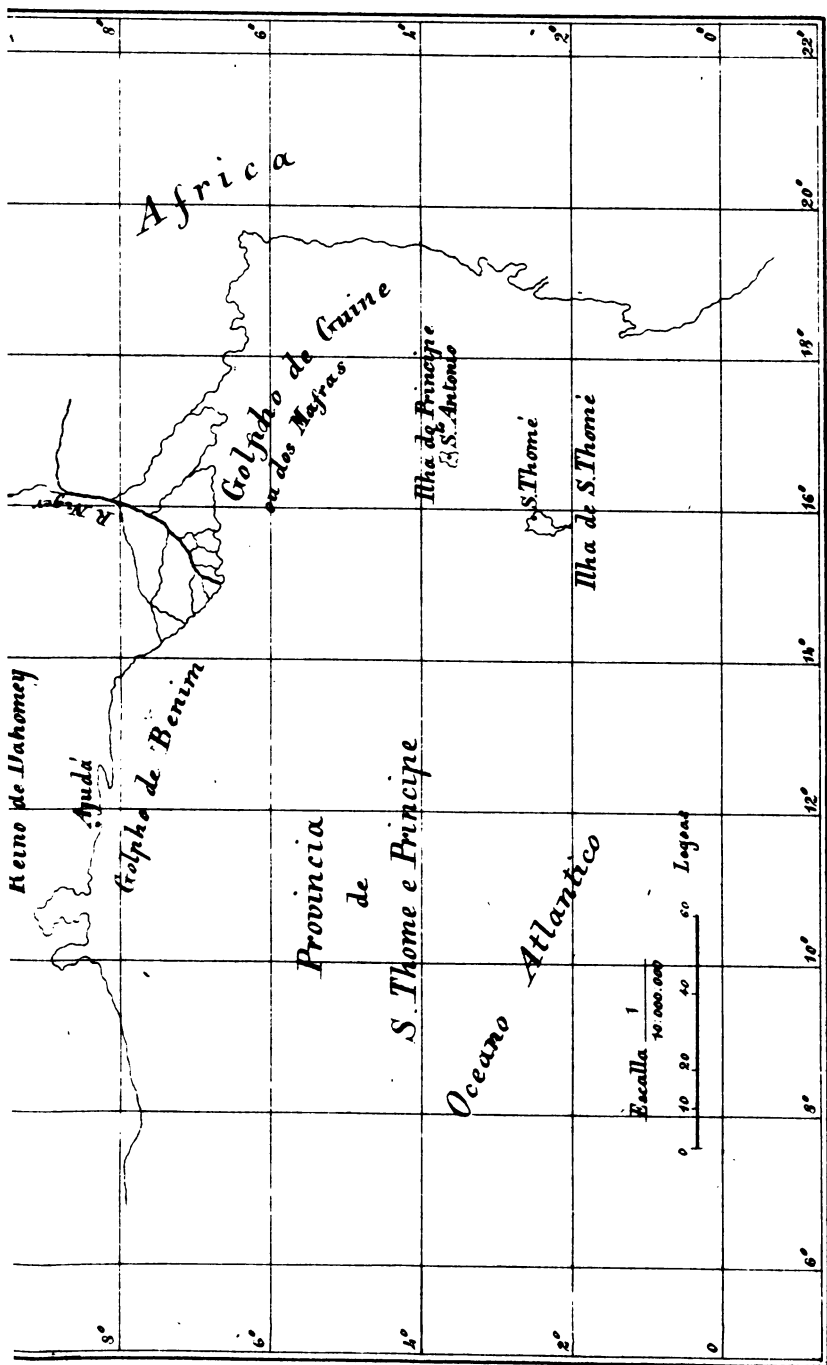 Reino de Dahomey
Ajudá
Golpho de Benim
R. Niger
Africa
Golpho de Guine
ou dos Mafras
Ilha do Principe
S.to Antonio
S. Thomé
Ilha de S. Thomé
Provincia
de
S. Thome e Principe
Oceano Atlantico
Escalla 1
10:000.000
0 10 20 40 60 Legoas
8° 6° 4° 2° 0
8° 6° 4° 2° 0°
6° 8° 10° 12° 14° 16° 18° 20° 22°